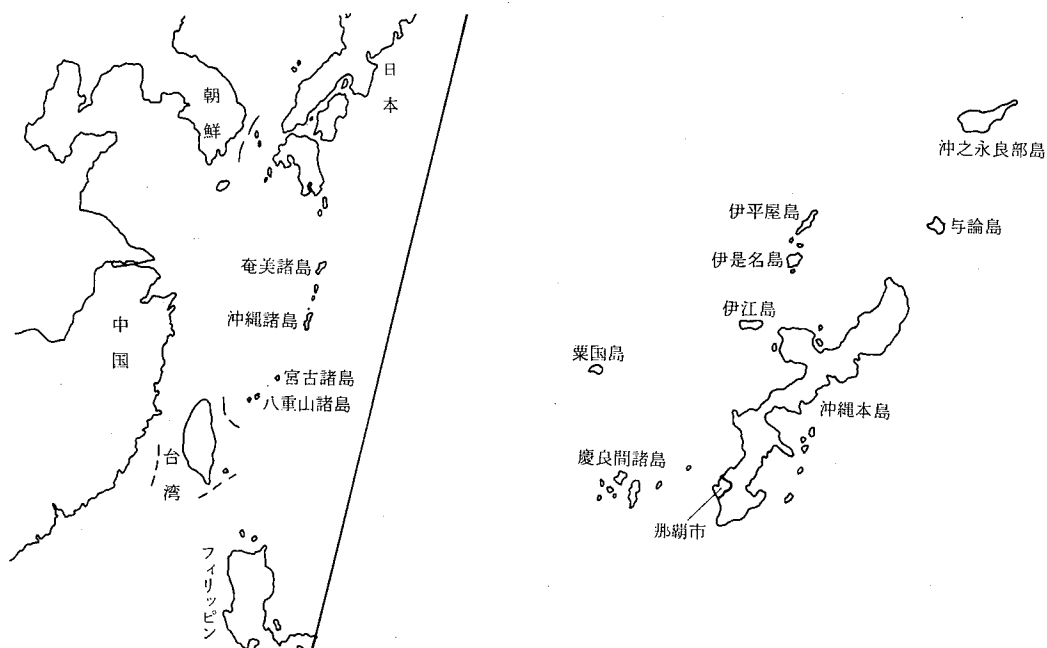 日本
朝鮮
奄美諸島
沖縄諸島
中国
宮古諸島
八重山諸島
台湾
フィリッピン
沖之永良部島
伊平屋島
与論島
伊是名島
伊江島
粟国島
沖縄本島
慶良間諸島
那覇市